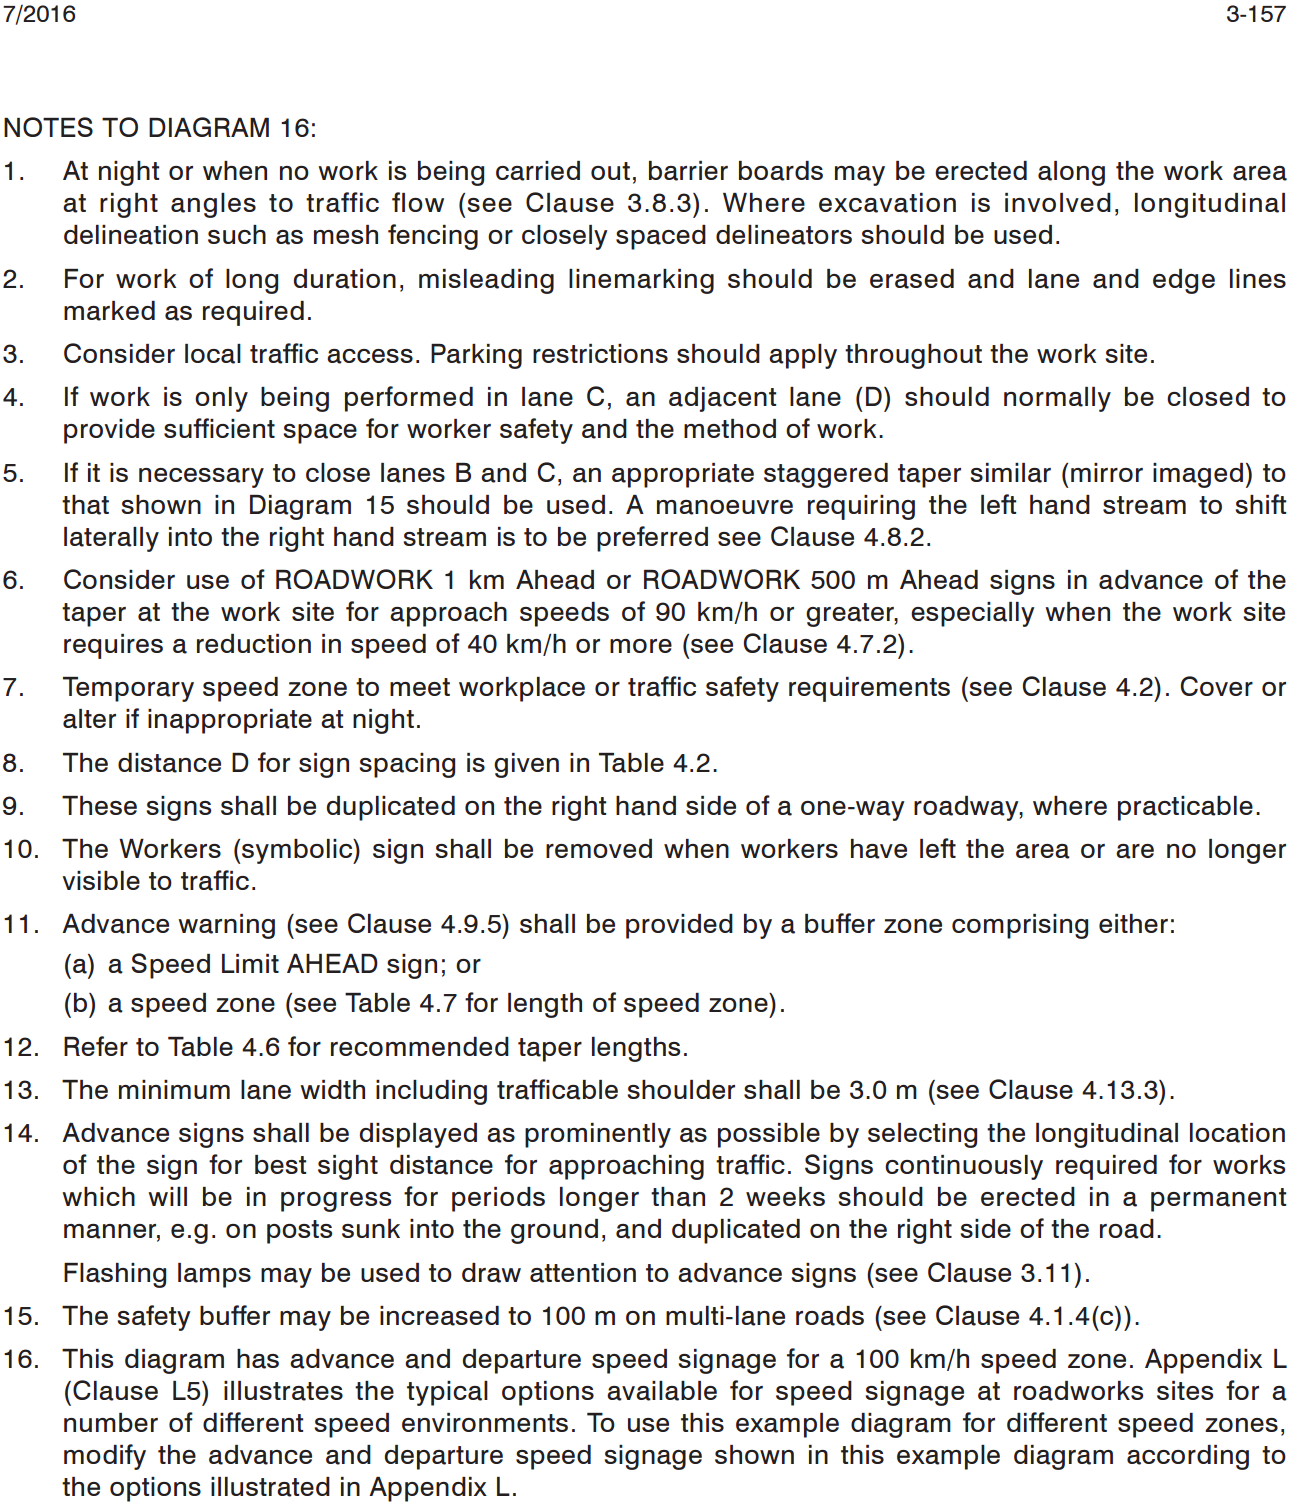 7/2016 3-157
NOTES TO DIAGRAM 16:
1. At night or when no work is being carried out, barrier boards may be erected along the work area
at right angles to traffic flow (see Clause 3.8.3). Where excavation is involved, longitudinal
delineation such as mesh fencing or closely spaced delineators should be used.
2. For work of long duration, misleading linemarking should be erased and lane and edge lines
marked as required.
3. Consider local traffic access. Parking restrictions should apply throughout the work site.
4. If work is only being performed in lane C, an adjacent lane (D) should normally be closed to
provide sufficient space for worker safety and the method of work.
5. If it is necessary to close lanes B and C, an appropriate staggered taper similar (mirror imaged) to
that shown in Diagram 15 should be used. A manoeuvre requiring the left hand stream to shift
laterally into the right hand stream is to be preferred see Clause 4.8.2.
6. Consider use of ROADWORK 1 km Ahead or ROADWORK 500 m Ahead signs in advance of the
taper at the work site for approach speeds of 90 km/h or greater, especially when the work site
requires a reduction in speed of 40 km/h or more (see Clause 4.7.2).
7. Temporary speed zone to meet workplace or traffic safety requirements (see Clause 4.2). Cover or
alter if inappropriate at night.
8. The distance D for sign spacing is given in Table 4.2.
9. These signs shall be duplicated on the right hand side of a one-way roadway, where practicable.
10. The Workers (symbolic) sign shall be removed when workers have left the area or are no longer
visible to traffic.
11. Advance warning (see Clause 4.9.5) shall be provided by a buffer zone comprising either:
(a) a Speed Limit AHEAD sign; or
(b) a speed zone (see Table 4.7 for length of speed zone).
12. Refer to Table 4.6 for recommended taper lengths.
13. The minimum lane width including trafficable shoulder shall be 3.0 m (see Clause 4.13.3).
14. Advance signs shall be displayed as prominently as possible by selecting the longitudinal location
of the sign for best sight distance for approaching traffic. Signs continuously required for works
which will be in progress for periods longer than 2 weeks should be erected in a permanent
manner, e.g. on posts sunk into the ground, and duplicated on the right side of the road.
Flashing lamps may be used to draw attention to advance signs (see Clause 3.11).
15. The safety buffer may be increased to 100 m on multi-lane roads (see Clause 4.1.4(c)).
16. This diagram has advance and departure speed signage for a 100 km/h speed zone. Appendix L
(Clause L5) illustrates the typical options available for speed signage at roadworks sites for a
number of different speed environments. To use this example diagram for different speed zones,
modify the advance and departure speed signage shown in this example diagram according to
the options illustrated in Appendix L.